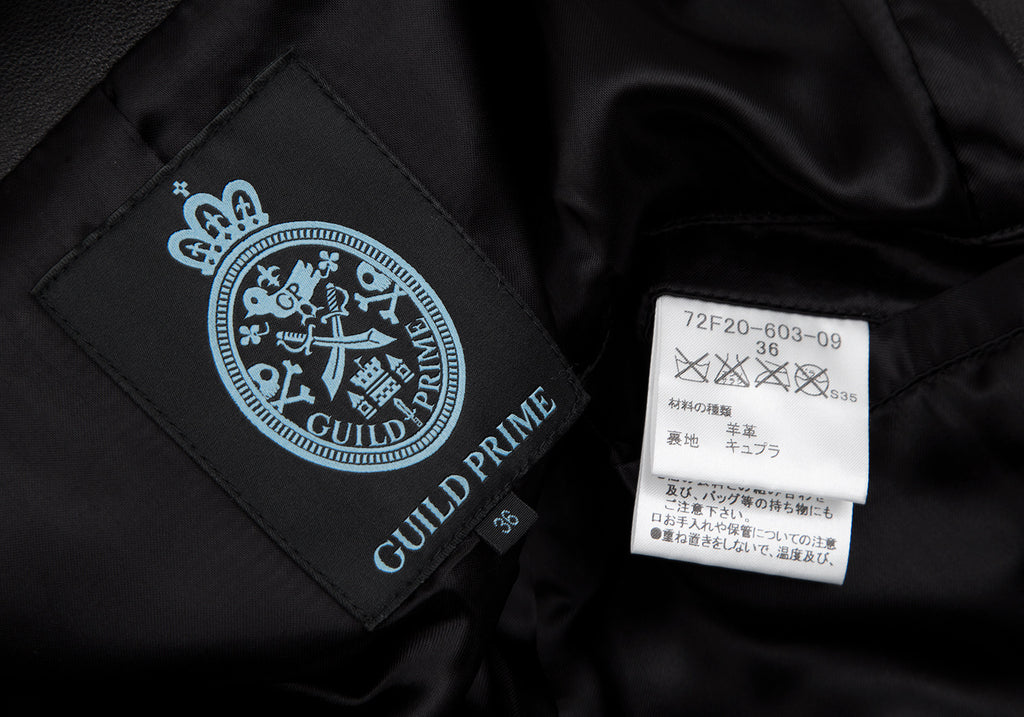 GUILD PRIME
GUILD PRIME
36
72F20-603-09
36
S35
材料の種類
羊革
裏地 キュプラ
及び、バッグ等の持ち物にも
ご注意下さい。
ロお手入れや保管についての注意
●重ね置きをしないで、温度及び、